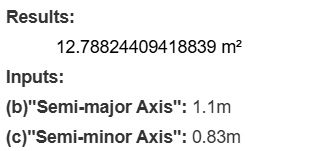 Results:
12.78824409418839 m²
Inputs:
(b)"Semi-major Axis": 1.1m
(c)"Semi-minor Axis": 0.83m